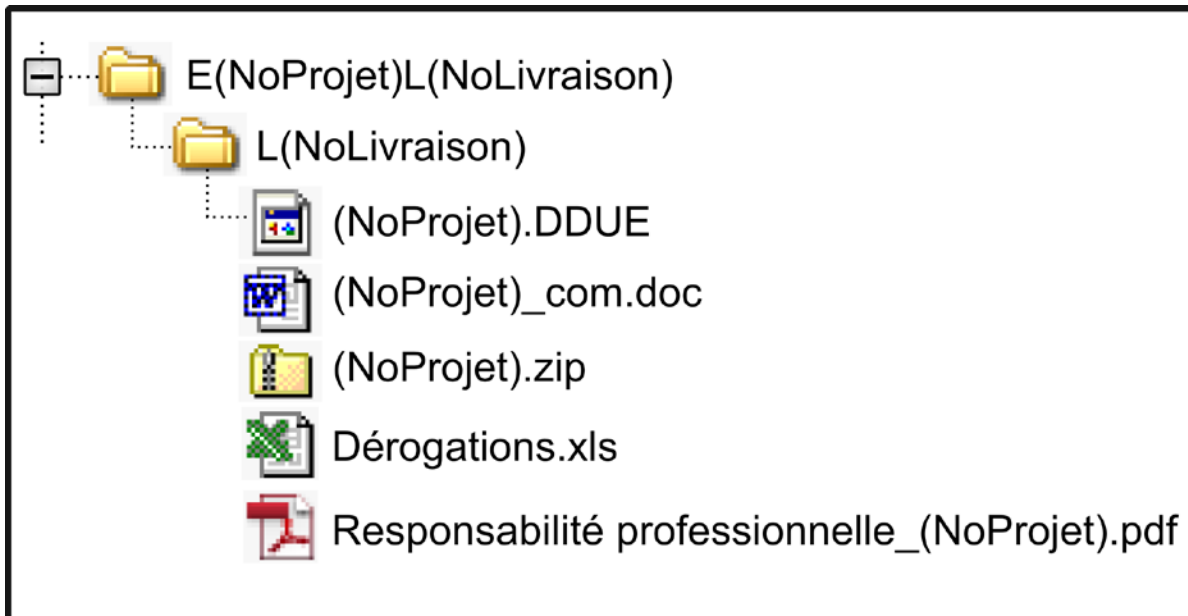 E(NoProjet)L(NoLivraison)
L(NoLivraison)
(NoProjet).DDUE
(NoProjet)_com.doc
(NoProjet).zip
Dérogations.xls
Responsabilité professionnelle_(NoProjet).pdf